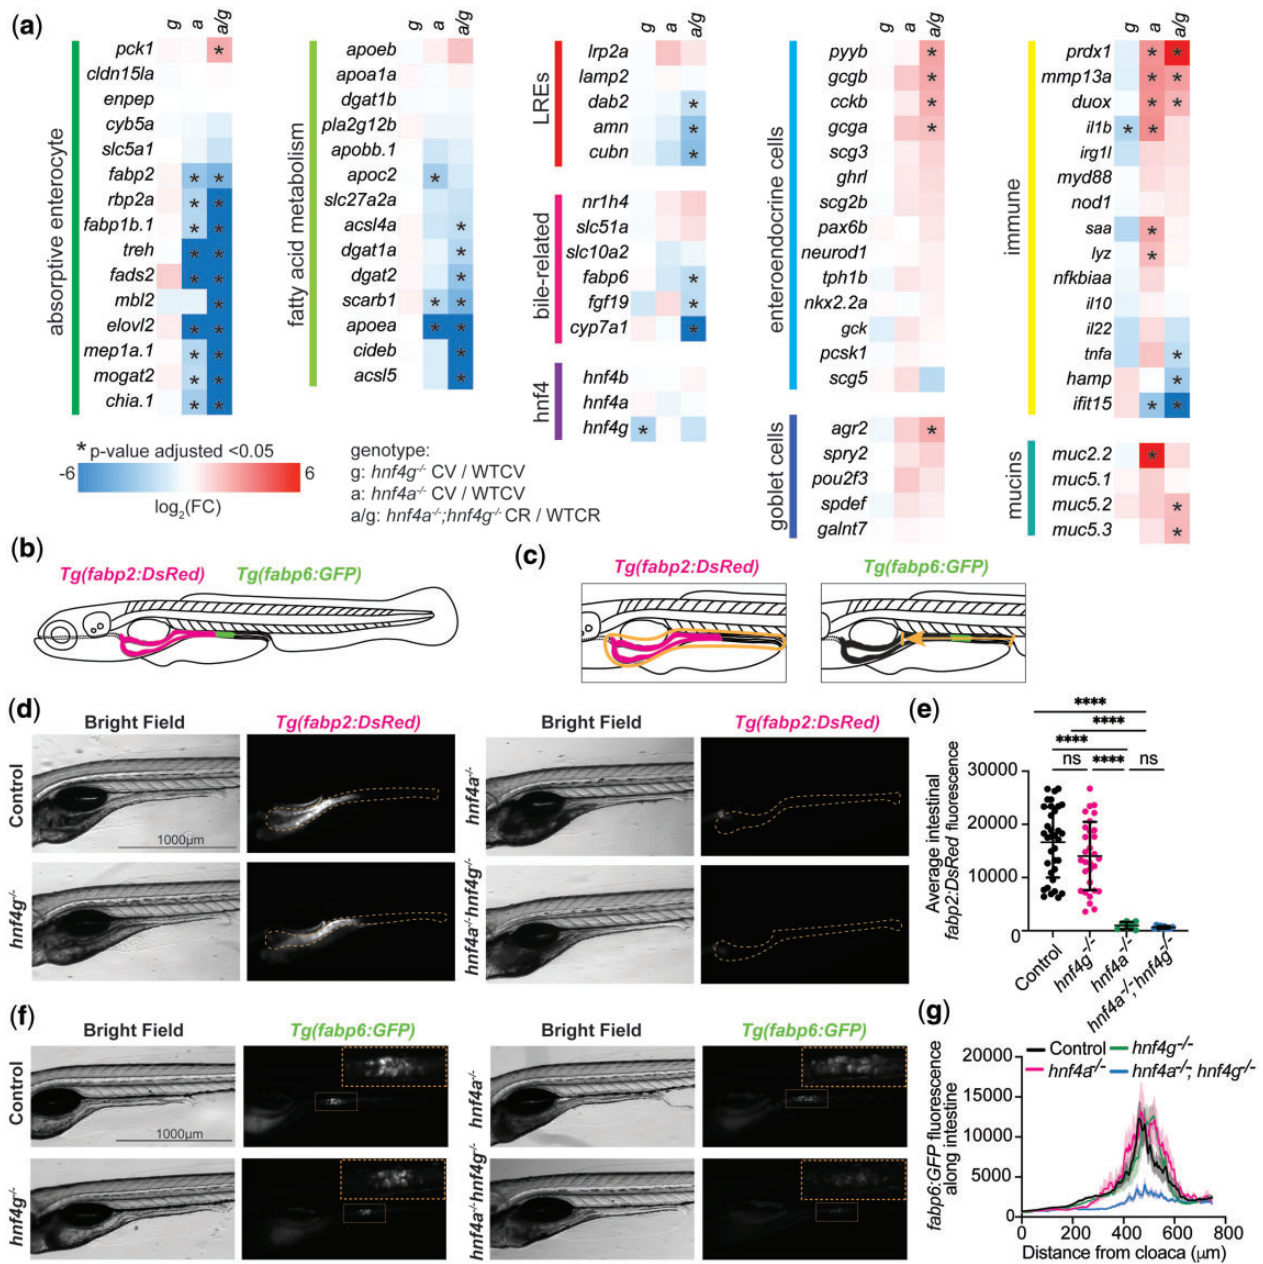 (a)
g a a/g
absorptive enterocyte
pck1 *
cldn15la
enpep
cyb5a
slc5a1
fabp2 * *
rbp2a * *
fabp1b.1 * *
treh * *
fads2 * *
mbl2 *
elovl2 * *
mep1a.1 * *
mogat2 * *
chia.1 * *
g a a/g
fatty acid metabolism
apoeb
apoa1a
dgat1b
pla2g12b
apobb.1
apoc2 *
slc27a2a
acsl4a *
dgat1a *
dgat2 *
scarb1 * *
apoea * *
cideb *
acsl5 *
g a a/g
LREs
lrp2a
lamp2
dab2 *
amn *
cubn *
bile-related
nr1h4
slc51a
slc10a2
fabp6 *
fgf19 *
cyp7a1 *
hnf4
hnf4b
hnf4a
hnf4g *
g a a/g
enteroendocrine cells
pyyb *
gcgb *
cckb *
gcga *
scg3
ghrl
scg2b
pax6b
neurod1
tph1b
nkx2.2a
gck
pcsk1
scg5
goblet cells
agr2 *
spry2
pou2f3
spdef
galnt7
g a a/g
immune
prdx1 * *
mmp13a * *
duox * *
il1b * *
irg1l
myd88
nod1
saa *
lyz *
nfkbiaa
il10
il22
tnfa *
hamp *
ifit15 * *
mucins
muc2.2 *
muc5.1
muc5.2 *
muc5.3 *
* p-value adjusted <0.05
-6 6
log2(FC)
genotype:
g: hnf4g-/- CV / WTCV
a: hnf4a-/- CV / WTCV
a/g: hnf4a-/-;hnf4g-/- CR / WTCR
(b)
Tg(fabp2:DsRed) Tg(fabp6:GFP)
(c)
Tg(fabp2:DsRed) Tg(fabp6:GFP)
(d)
Bright Field Tg(fabp2:DsRed) Bright Field Tg(fabp2:DsRed)
Control
1000µm
hnf4a-/-
hnf4g-/-
hnf4a-/-hnf4g-/-
(e)
****
****
****
ns **** ns
Average intestinal
fabp2:DsRed fluorescence
30000
20000
10000
0
Control
hnf4g-/-
hnf4a-/-
hnf4a-/-; hnf4g-/-
(f)
Bright Field Tg(fabp6:GFP) Bright Field Tg(fabp6:GFP)
Control
1000µm
hnf4a-/-
hnf4g-/-
hnf4a-/-hnf4g-/-
(g)
fabp6:GFP fluorescence
along intestine
Control hnf4g-/-
hnf4a-/- hnf4a-/-; hnf4g-/-
20000
15000
10000
5000
0
0 200 400 600 800
Distance from cloaca (µm)